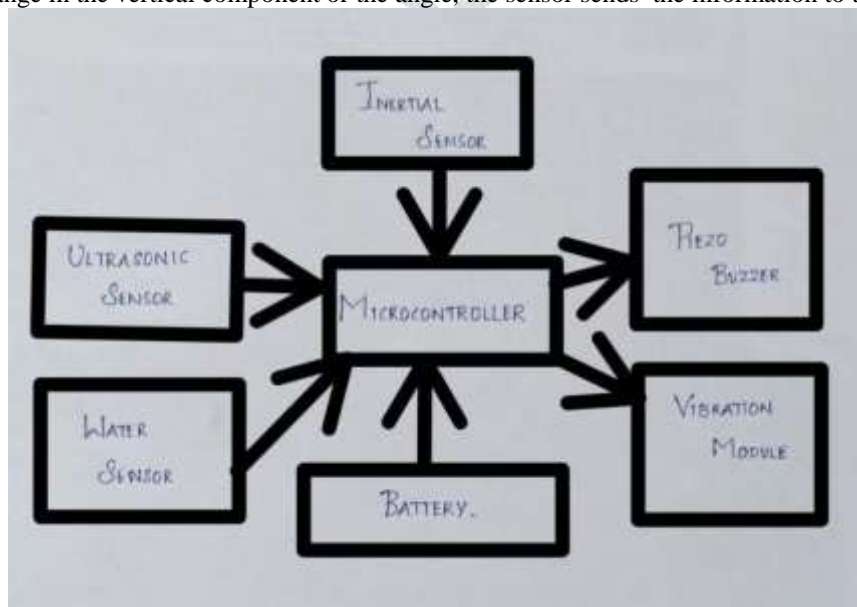 nge in the vertical component of the angle, the sensor sends the information to
INERTIAL
SENSOR
ULTRASONIC
SENSOR
PIEZO
BUZZER
MICROCONTROLLER
WATER
SENSOR
VIBRATION
MODULE
BATTERY.